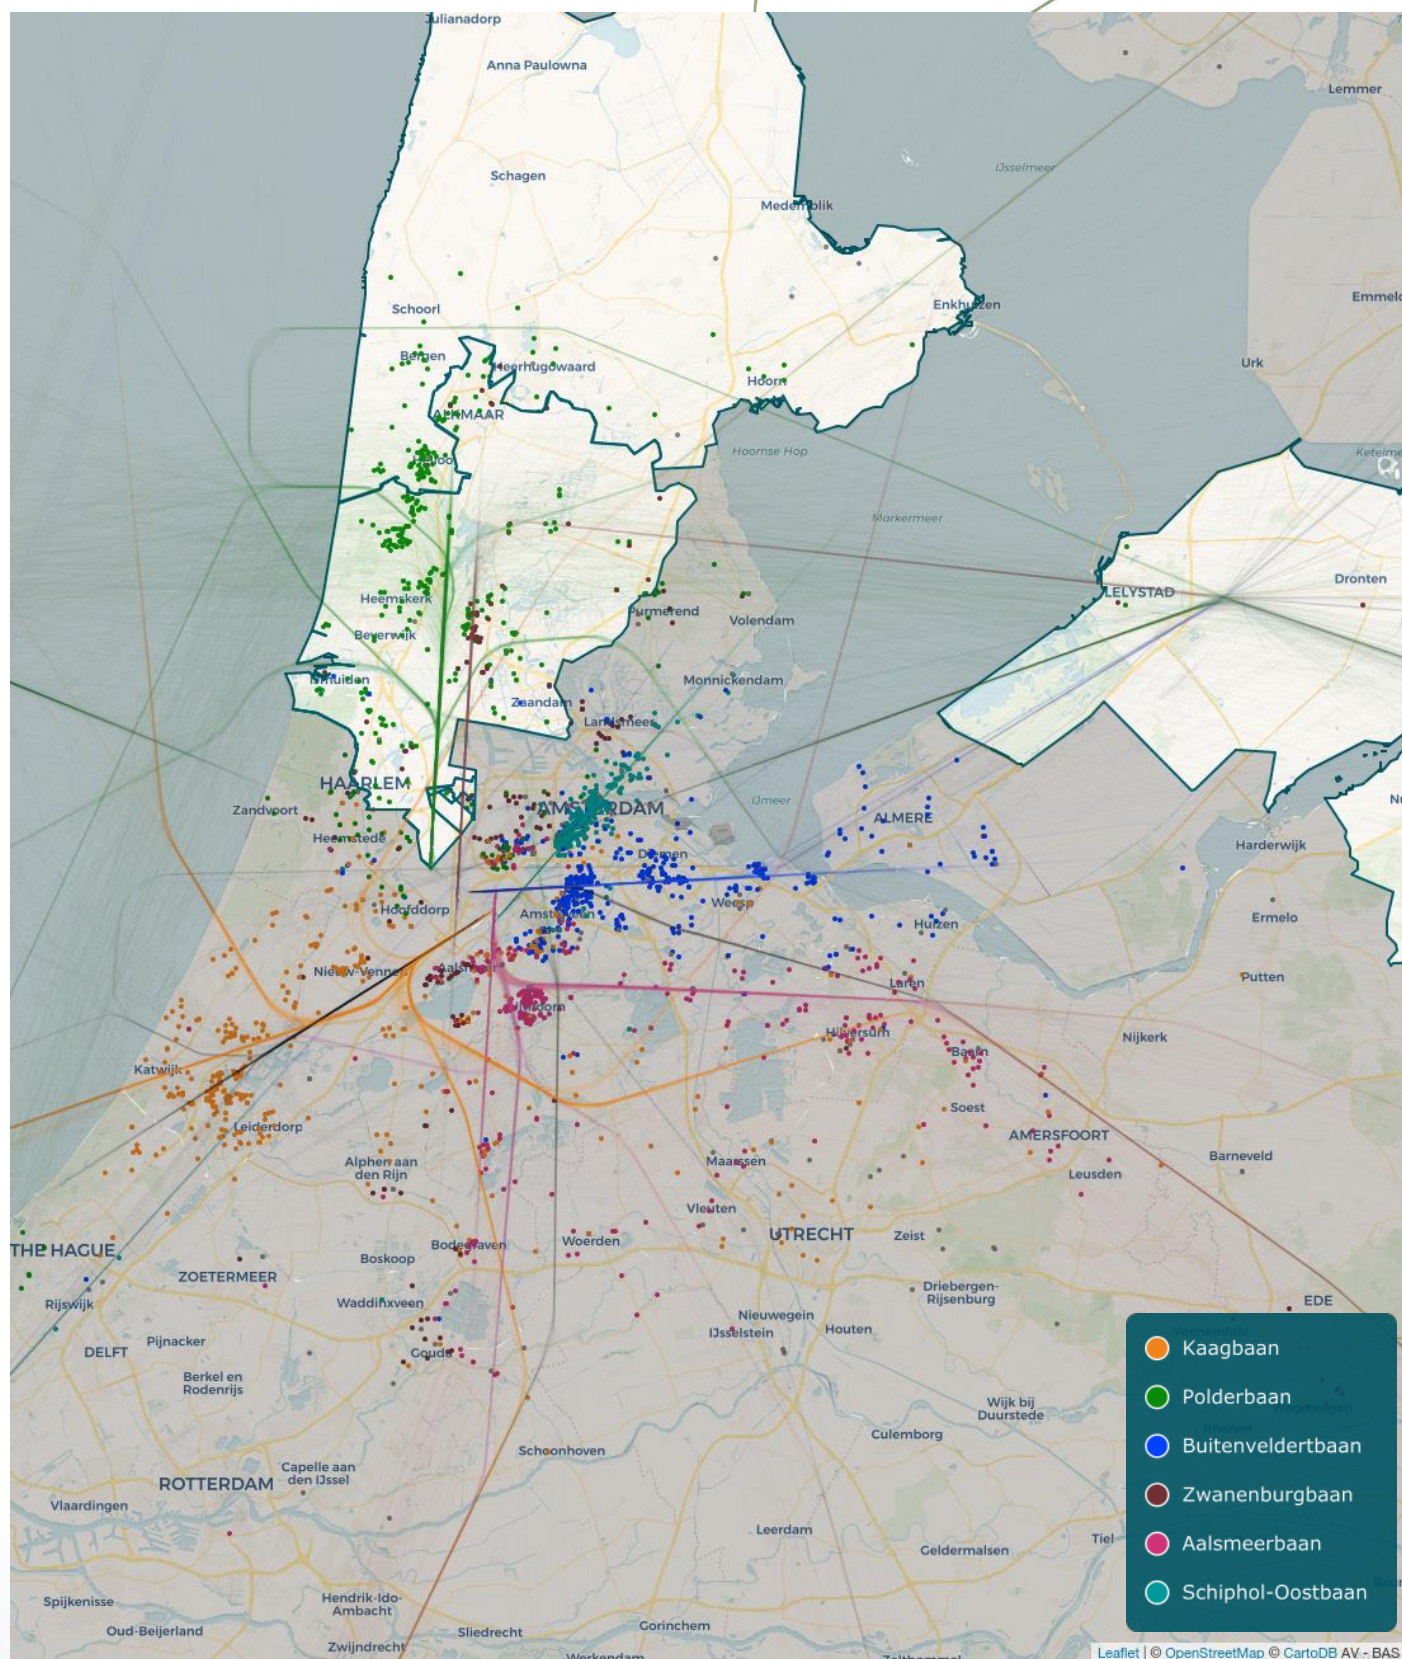 Julianadorp
Anna Paulowna
Lemmer
IJsselmeer
Schagen
Medemblik
Enkhuizen
Schoorl
Bergen
Heerhugowaard
Urk
Hoorn
ALKMAAR
Hoornse Hop
Markermeer
Dronten
LELYSTAD
Heemskerk
Purmerend
Volendam
Beverwijk
IJmuiden
Monnickendam
Zaandam
Landsmeer
HAARLEM
Zandvoort
AMSTERDAM
IJmeer
ALMERE
Heemstede
Diemen
Harderwijk
Hoofddorp
Weesp
Huizen
Ermelo
Aalsmeer
Laren
Putten
Hilversum
Nijkerk
Baarn
Katwijk
Soest
Leiderdorp
AMERSFOORT
Alphen aan
den Rijn
Maarssen
Barneveld
Leusden
Vleuten
UTRECHT
Zeist
THE HAGUE
Bodegraven
Woerden
Boskoop
ZOETERMEER
Rijswijk
Waddinxveen
Driebergen-
Rijsenburg
EDE
Nieuwegein
IJsselstein
Houten
Pijnacker
DELFT
Gouda
Berkel en
Rodenrijs
Wijk bij
Duurstede
Culemborg
Schoonhoven
ROTTERDAM
Capelle aan
den IJssel
Vlaardingen
Leerdam
Tiel
Geldermalsen
Spijkenisse
Hendrik-Ido-
Ambacht
Oud-Beijerland
Sliedrecht
Gorinchem
Zwijndrecht
Werkendam
Kaagbaan
Polderbaan
Buitenveldertbaan
Zwanenburgbaan
Aalsmeerbaan
Schiphol-Oostbaan
Leaflet | © OpenStreetMap © CartoDB AV - BAS